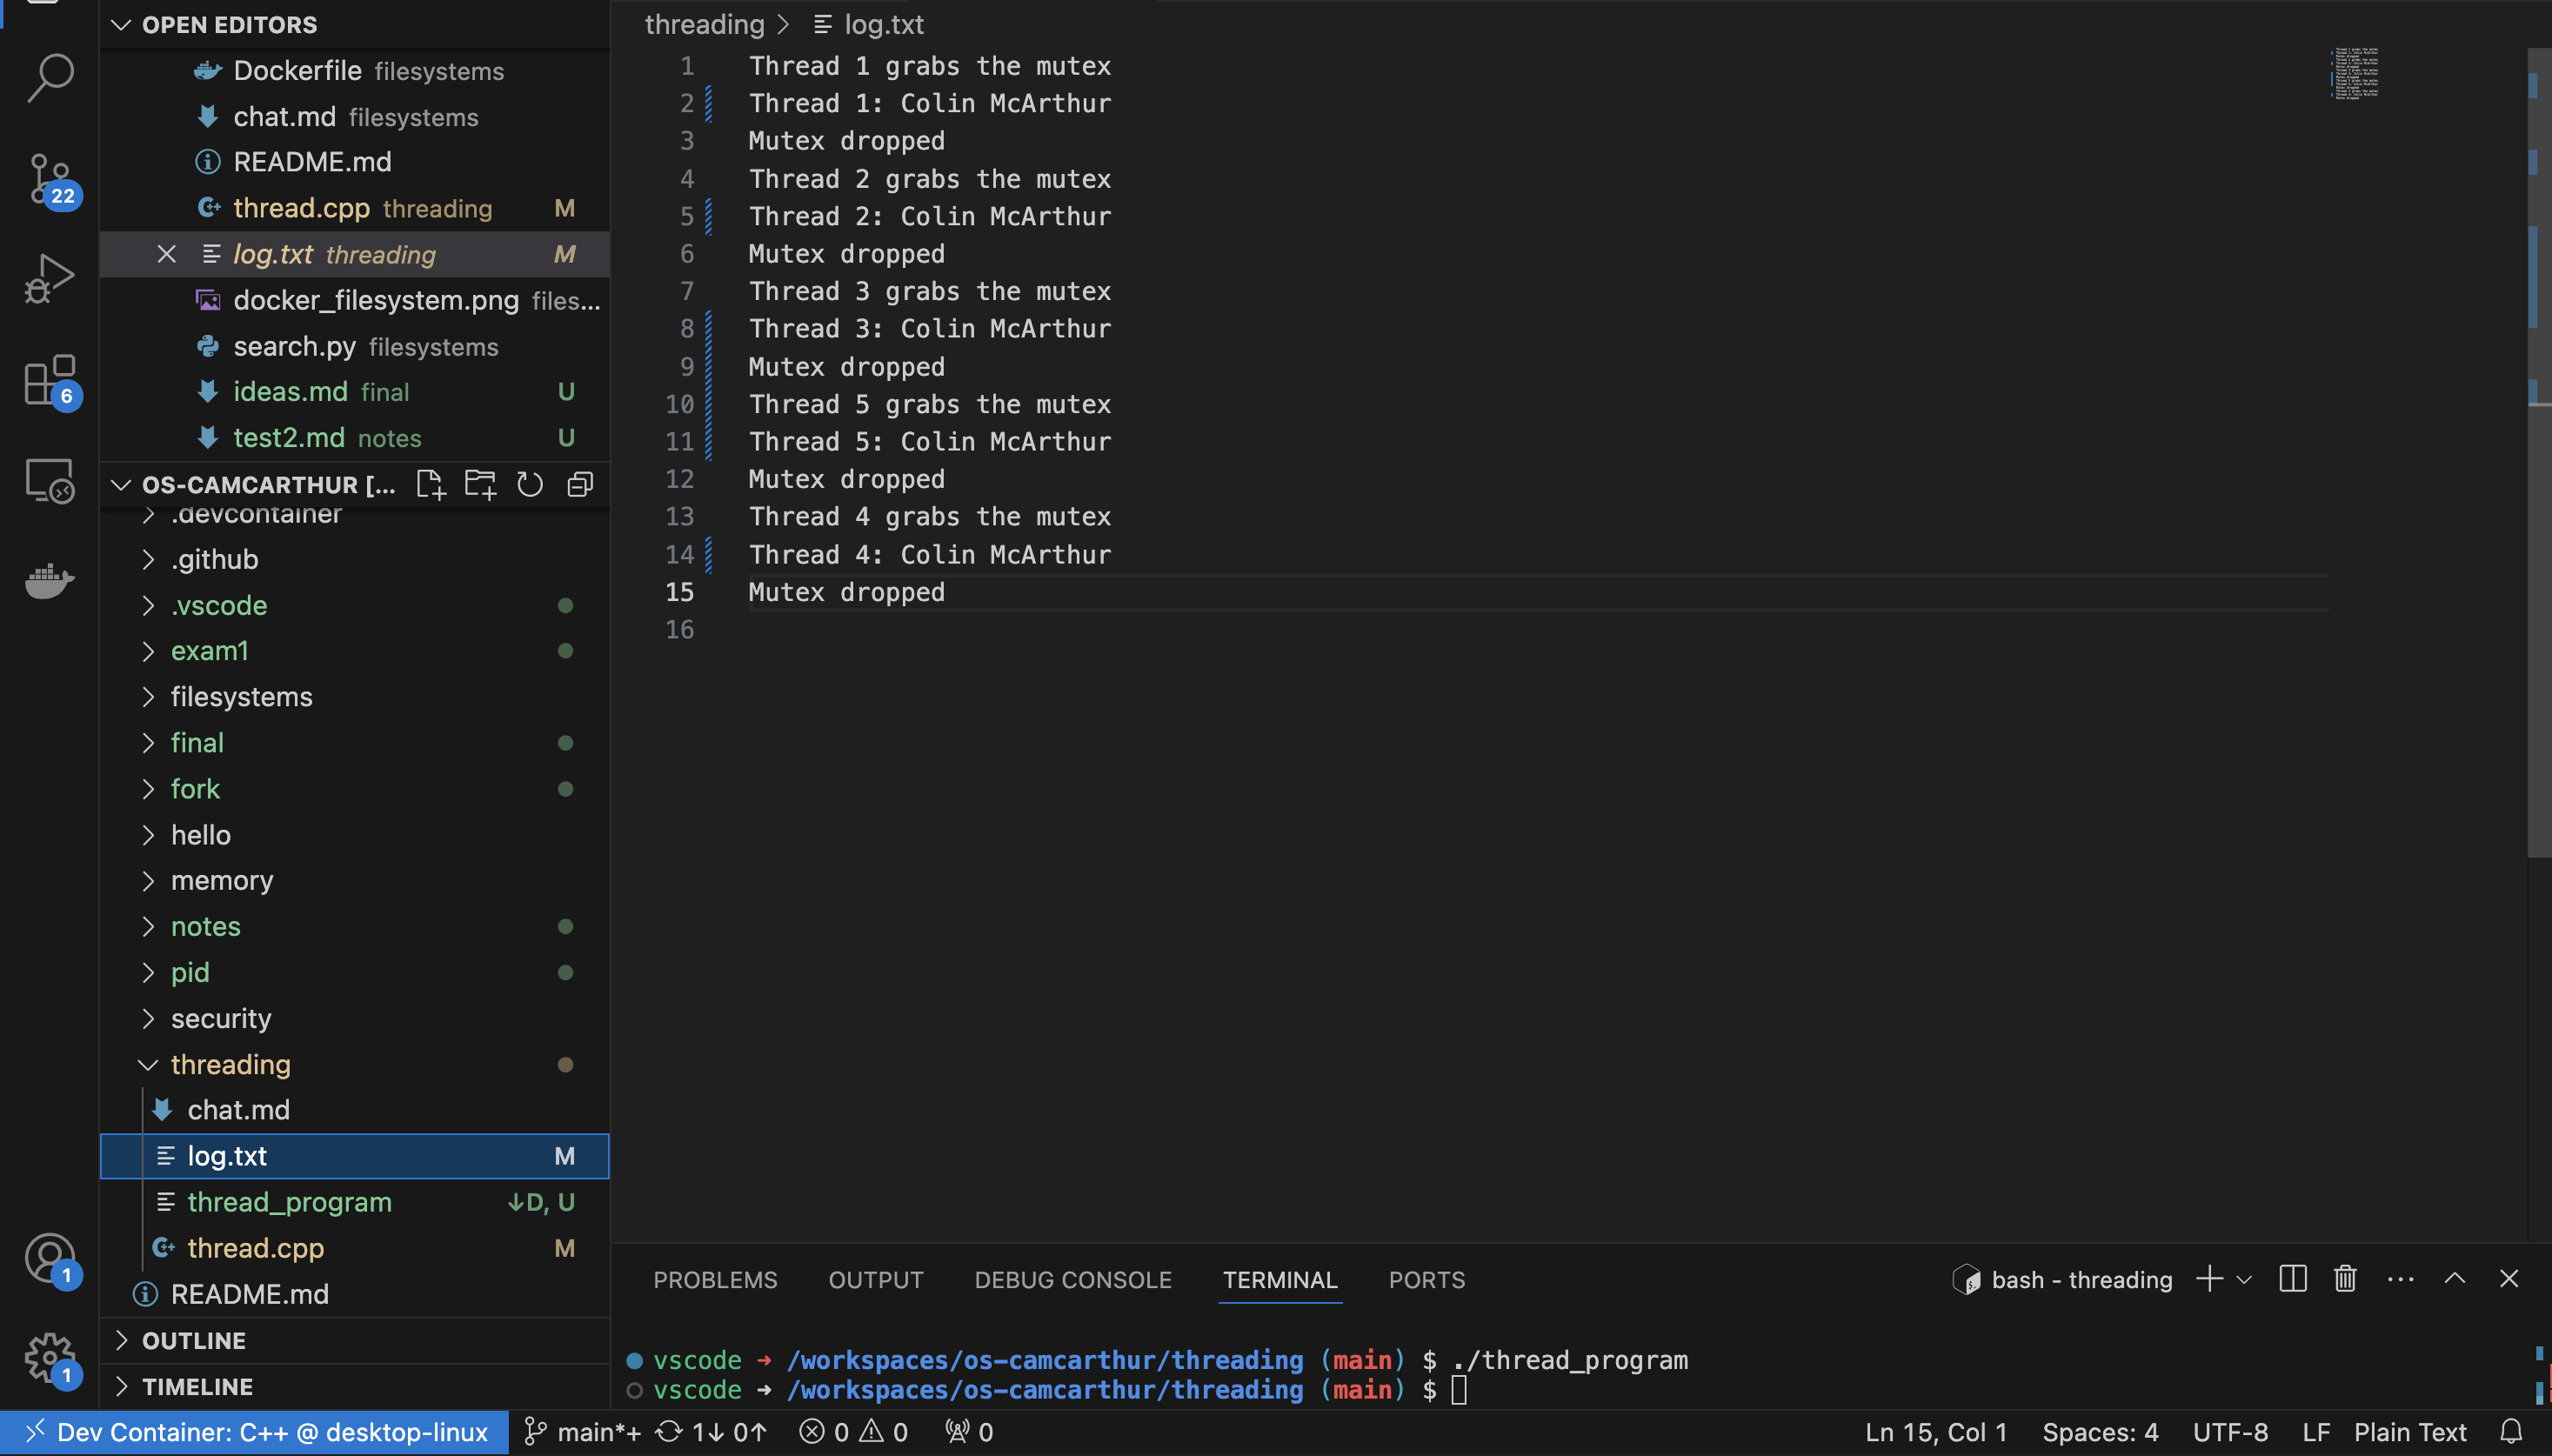 OPEN EDITORS
Dockerfile filesystems
chat.md filesystems
README.md
thread.cpp threading M
log.txt threading M
docker_filesystem.png files...
search.py filesystems
ideas.md final U
test2.md notes U
22
6
OS-CAMCARTHUR [...
.devcontainer
.github
.vscode
exam1
filesystems
final
fork
hello
memory
notes
pid
security
threading
chat.md
log.txt M
thread_program ↓D, U
thread.cpp M
README.md
OUTLINE
TIMELINE
1
1
threading > log.txt
1 Thread 1 grabs the mutex
2 Thread 1: Colin McArthur
3 Mutex dropped
4 Thread 2 grabs the mutex
5 Thread 2: Colin McArthur
6 Mutex dropped
7 Thread 3 grabs the mutex
8 Thread 3: Colin McArthur
9 Mutex dropped
10 Thread 5 grabs the mutex
11 Thread 5: Colin McArthur
12 Mutex dropped
13 Thread 4 grabs the mutex
14 Thread 4: Colin McArthur
15 Mutex dropped
16
PROBLEMS OUTPUT DEBUG CONSOLE TERMINAL PORTS bash - threading
vscode ➜ /workspaces/os-camcarthur/threading (main) $ ./thread_program
vscode ➜ /workspaces/os-camcarthur/threading (main) $
Dev Container: C++ @ desktop-linux main*+ 1↓ 0↑ 0 0 0 Ln 15, Col 1 Spaces: 4 UTF-8 LF Plain Text